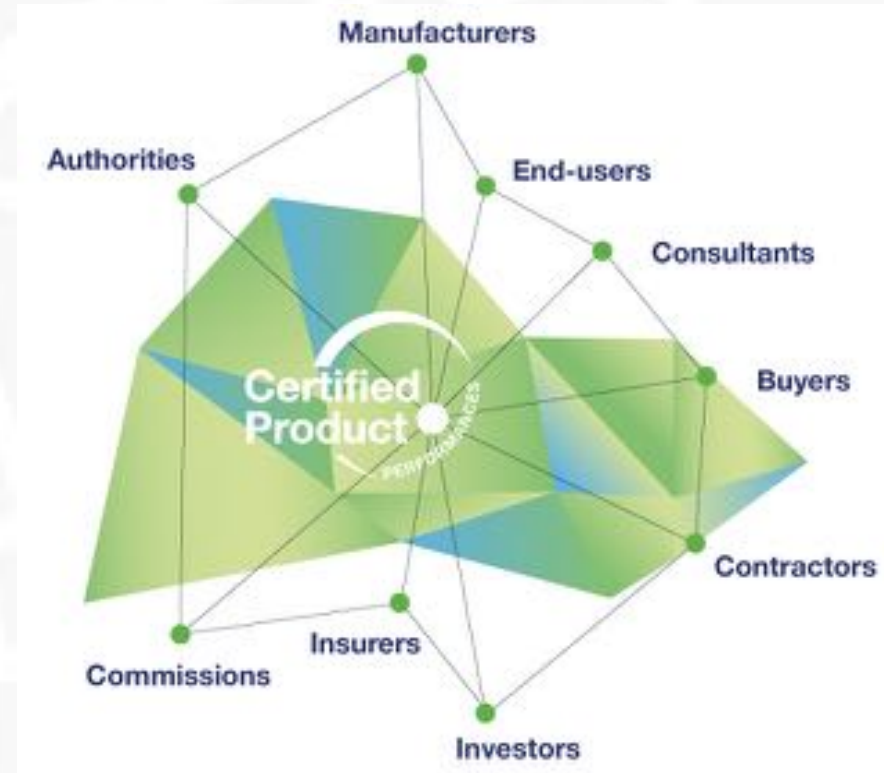 Manufacturers
Authorities
End-users
Consultants
Certified
Product
PERFORMANCES
Buyers
Contractors
Insurers
Commissions
Investors